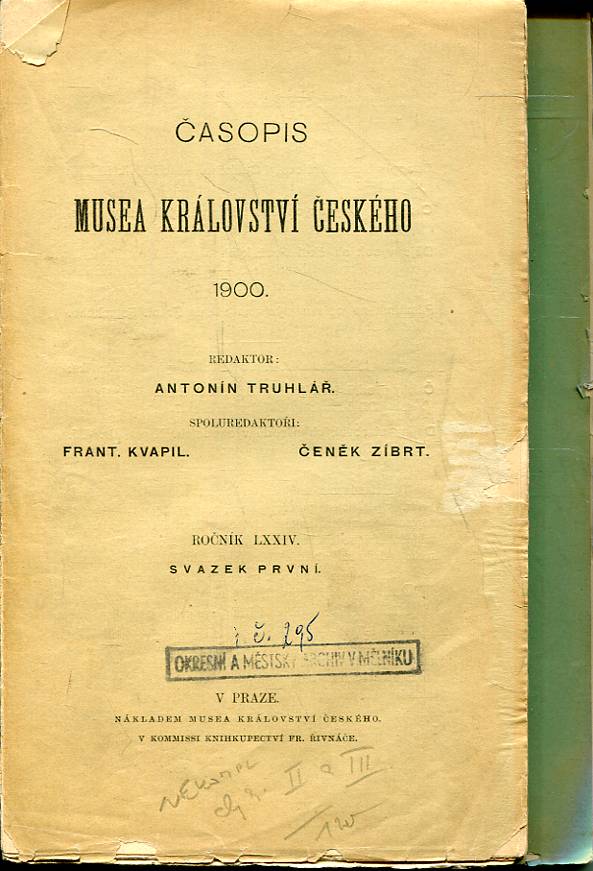 ČASOPIS
MUSEA KRÁLOVSTVÍ ČESKÉHO
1900.
REDAKTOR:
ANTONÍN TRUHLÁŘ.
SPOLUREDAKTOŘI:
FRANT. KVAPIL. ČENĚK ZÍBRT.
ROČNÍK LXXIV.
SVAZEK PRVNÍ.
č. 295
OKRESNÍ A MĚSTSKÝ ARCHIV V MĚLNÍKU
V PRAZE.
NÁKLADEM MUSEA KRÁLOVSTVÍ ČESKÉHO.
V KOMMISSI KNIHKUPECTVÍ FR. ŘIVNÁČE.
NEKOMPL
II a III